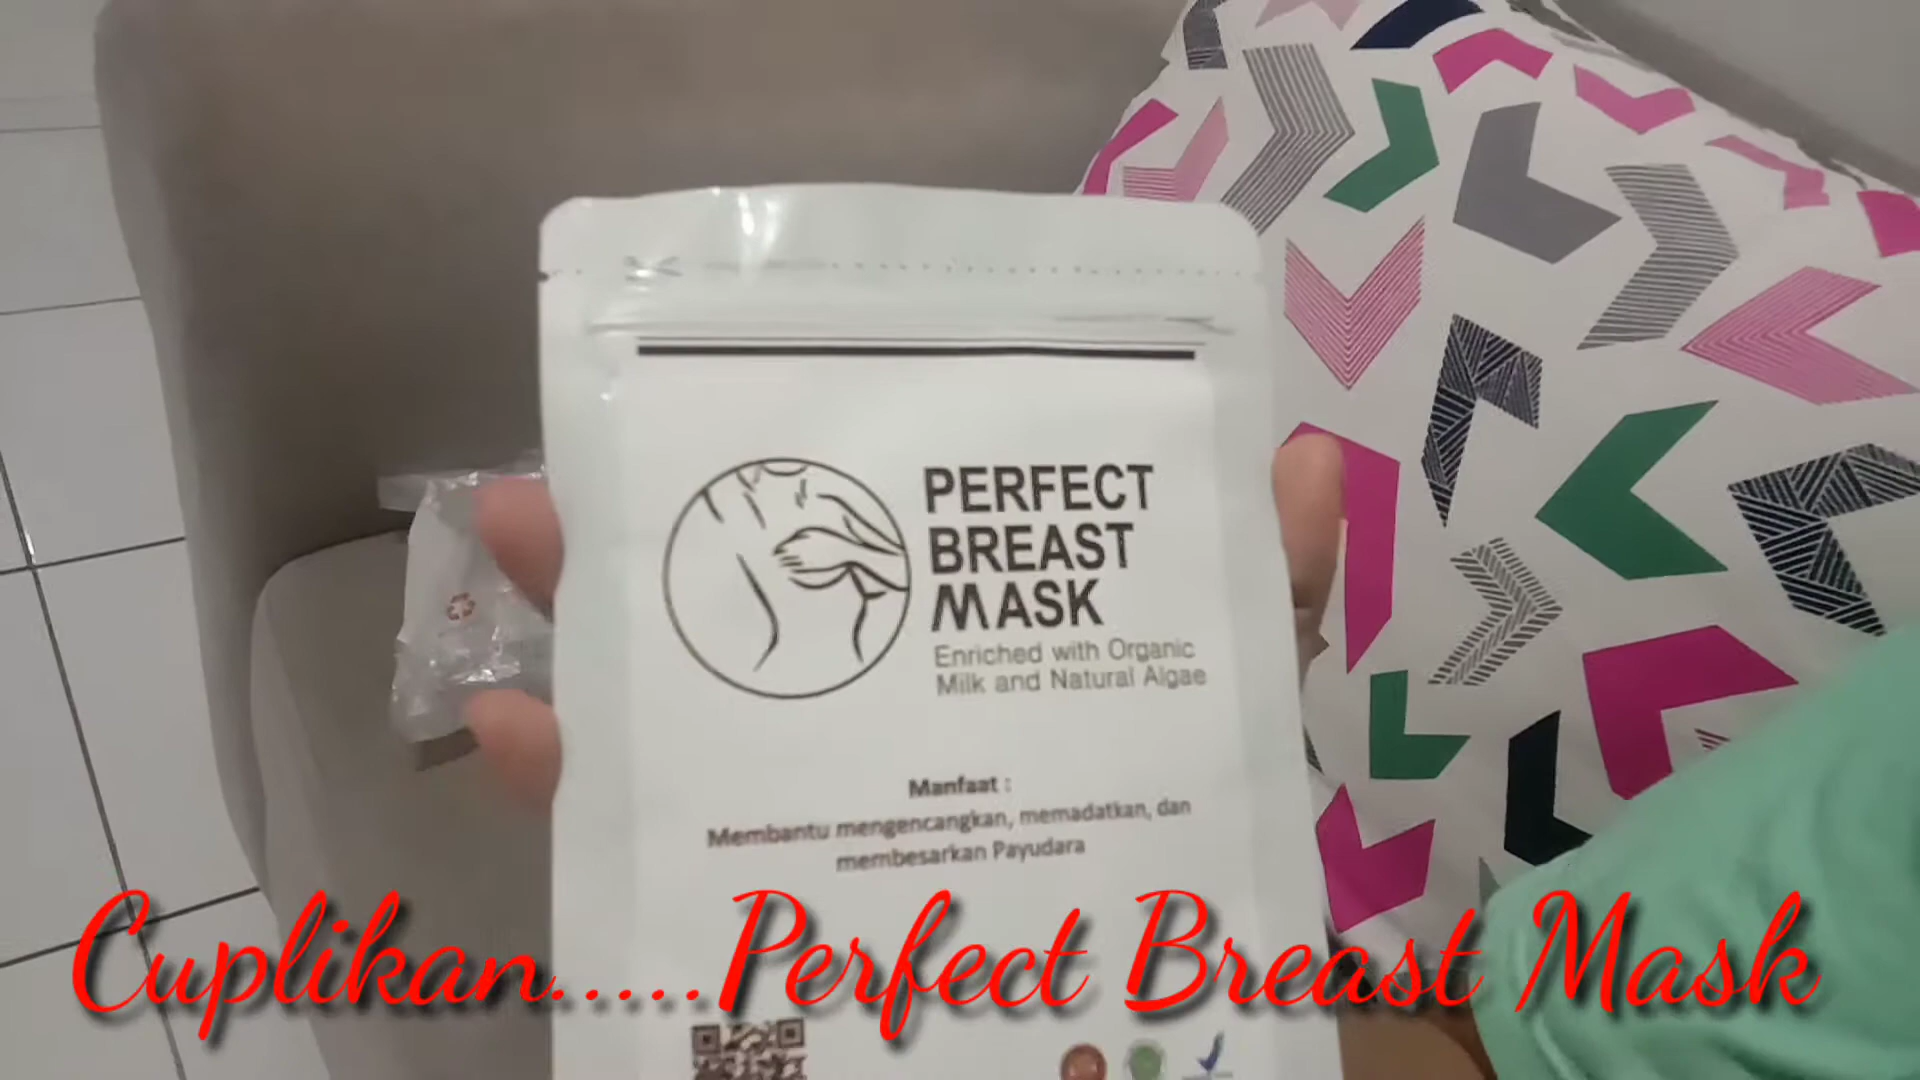 PERFECT
BREAST
MASK
Enriched with Organic
Milk and Natural Algae
Manfaat :
Membantu mengencangkan, memadatkan, dan
membesarkan Payudara
Cuplikan.....Perfect Breast Mask